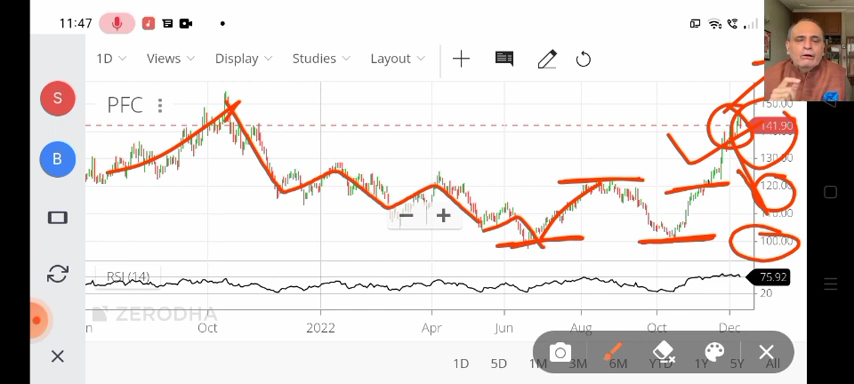 11:47
1D Views Display Studies Layout
S
PFC
150.00
141.90
130.00
B
120.00
110.00
100.00
RSI (14)
75.92
20
ZERODHA
Oct 2022 Apr Jun Aug Oct Dec
1D 5D 1M 3M 6M YTD 1Y 5Y All